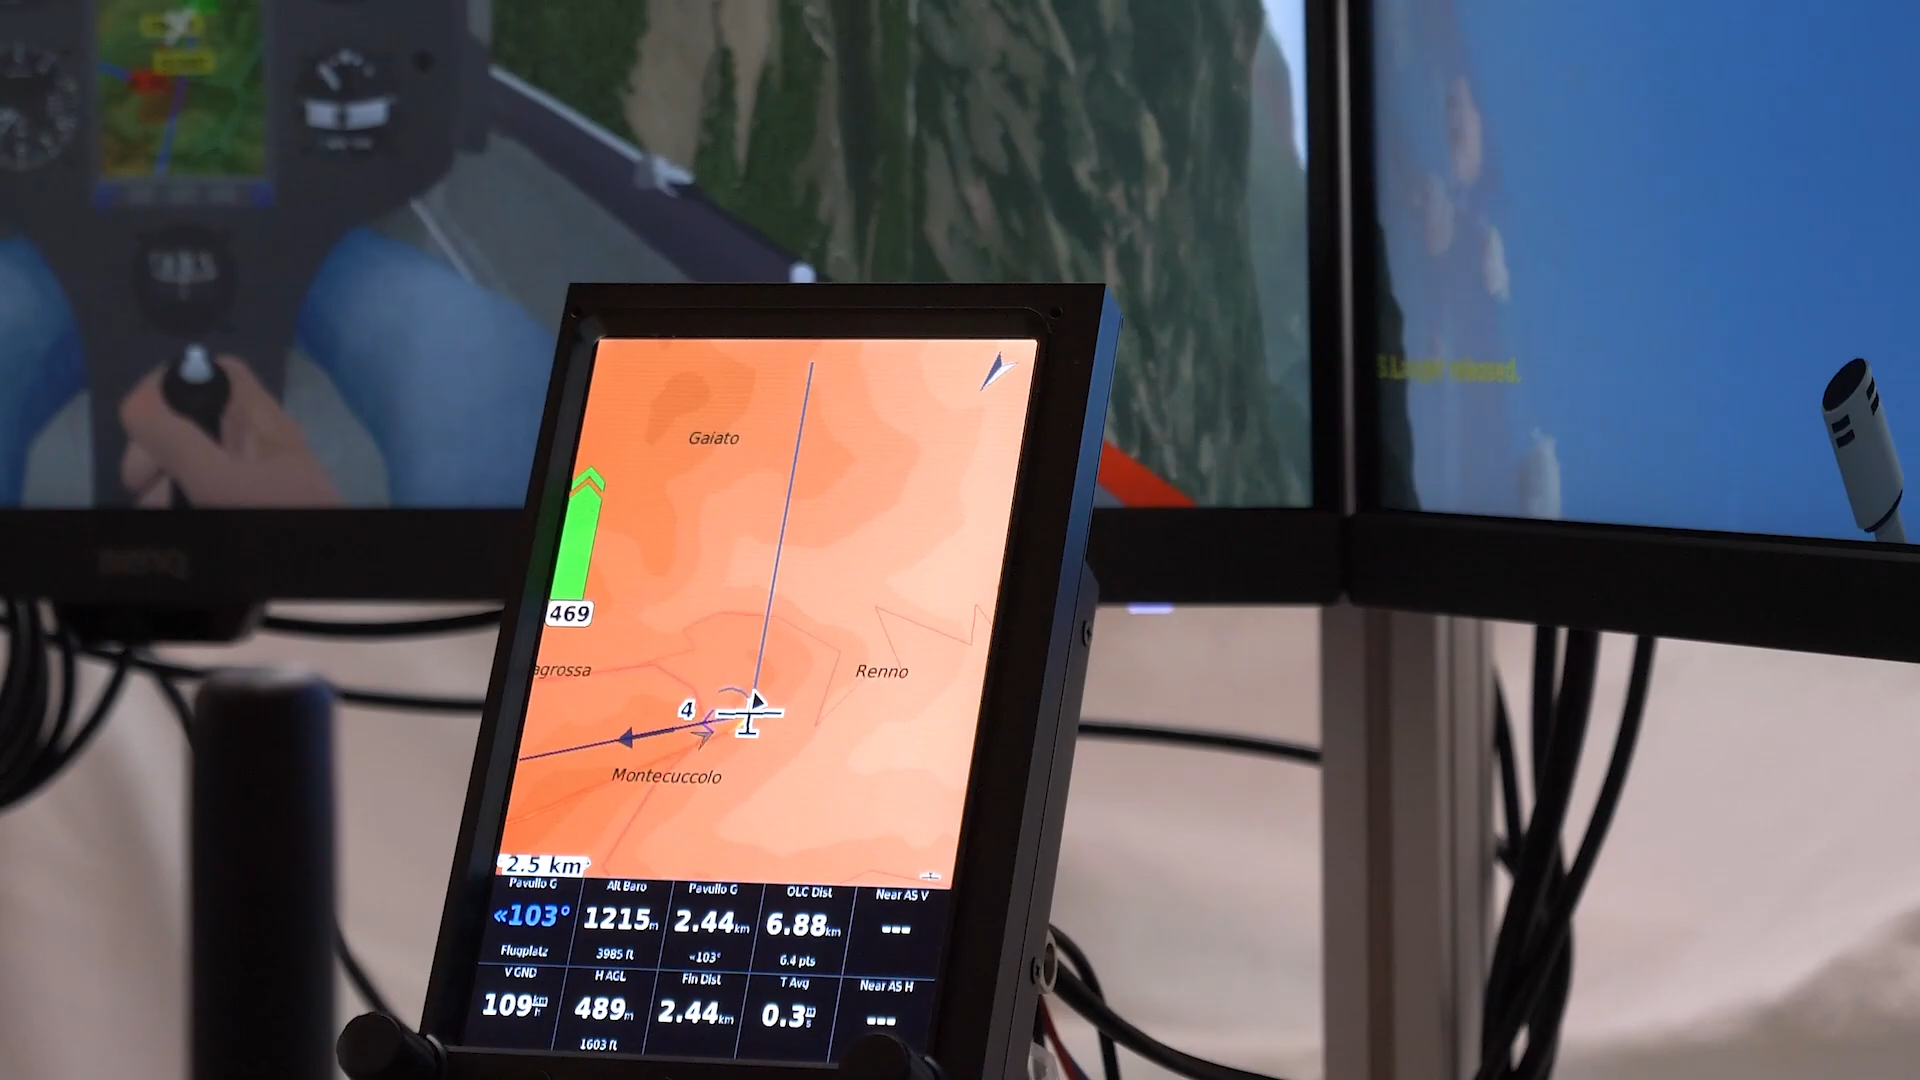 Gaiato
469
agrossa
Renno
4
Montecuccolo
2.5 km
Pavullo G
Alt Baro
Pavullo G
OLC Dist
Near AS V
«103°
1215m
2.44km
6.88km
---
Flugplatz
3985 ft
«103°
6.4 pts
V GND
H AGL
Fin Dist
T Avg
Near AS H
109km/h
489m
2.44km
0.3m/s
---
1603 ft